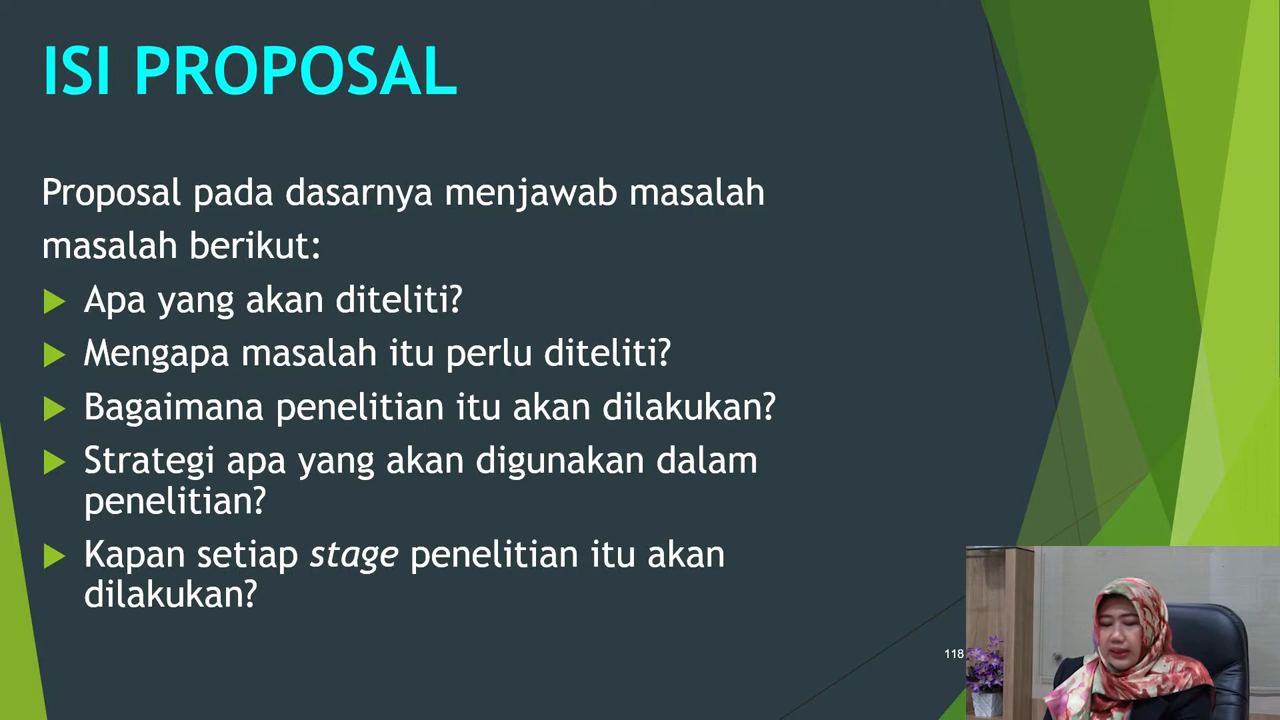 ISI PROPOSAL
Proposal pada dasarnya menjawab masalah
masalah berikut:
Apa yang akan diteliti?
Mengapa masalah itu perlu diteliti?
Bagaimana penelitian itu akan dilakukan?
Strategi apa yang akan digunakan dalam
penelitian?
Kapan setiap stage penelitian itu akan
dilakukan?
118